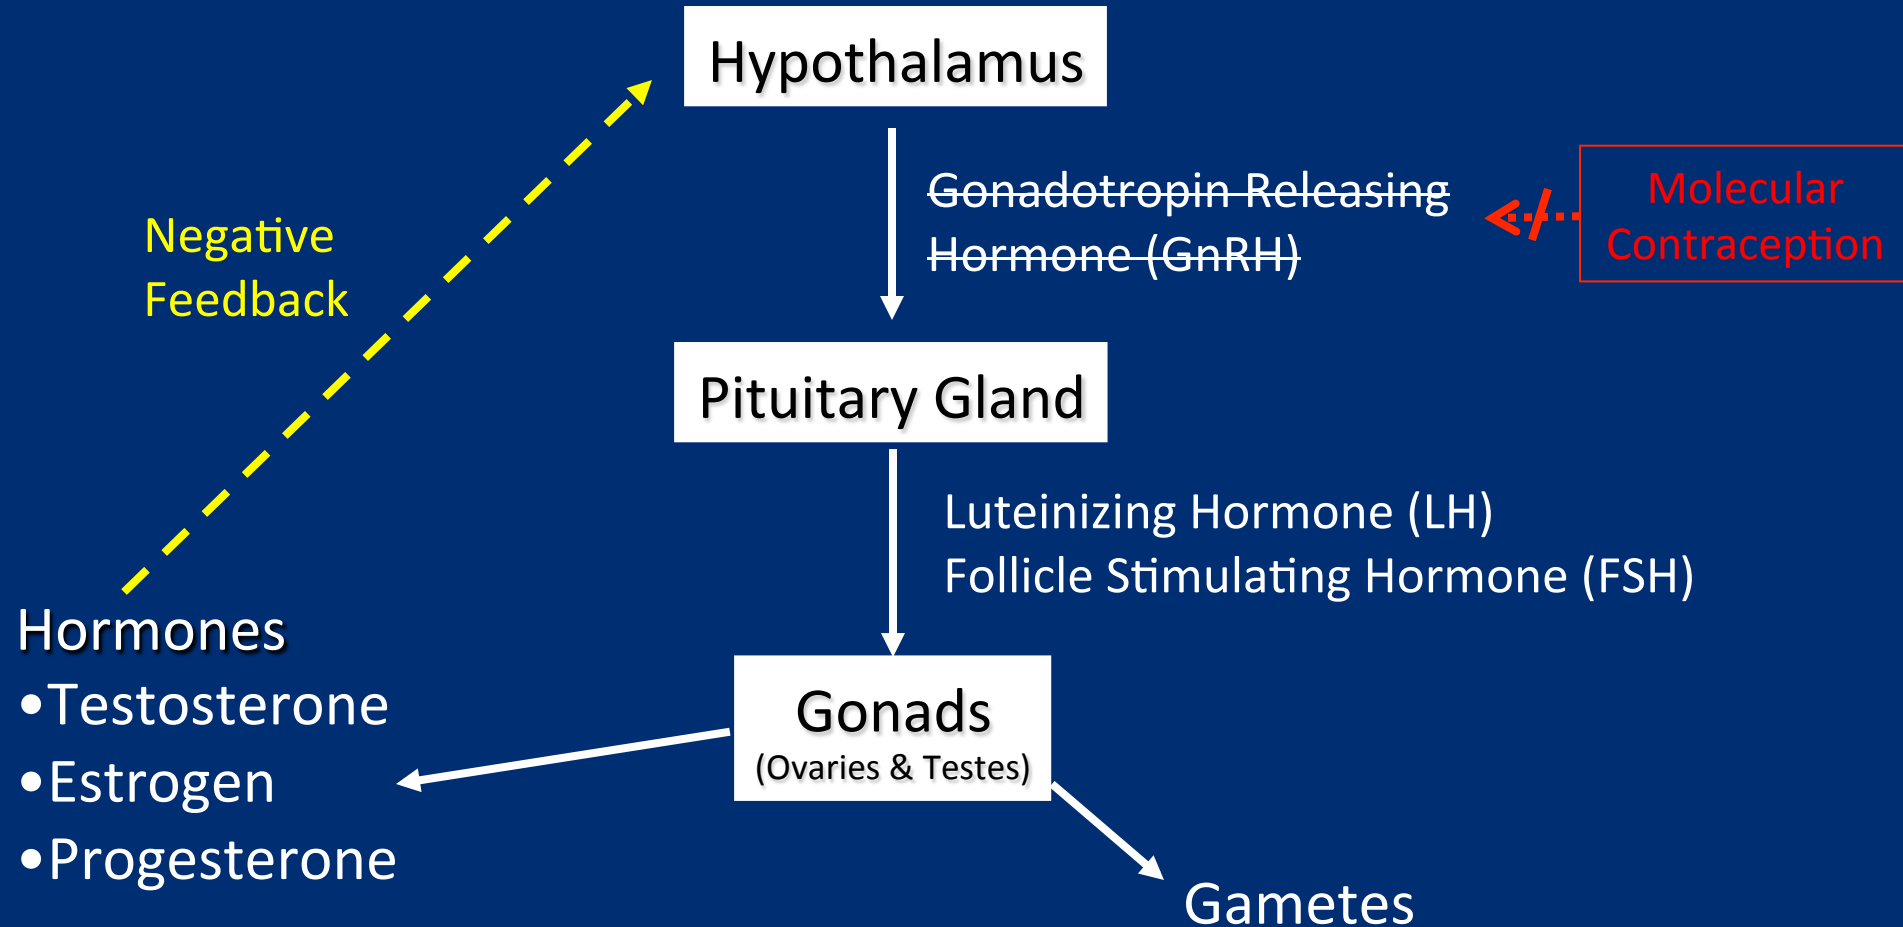 Hypothalamus
Gonadotropin Releasing
Hormone (GnRH)
Molecular
Contraception
Negative
Feedback
Pituitary Gland
Luteinizing Hormone (LH)
Follicle Stimulating Hormone (FSH)
Hormones
•Testosterone
•Estrogen
•Progesterone
Gonads
(Ovaries & Testes)
Gametes